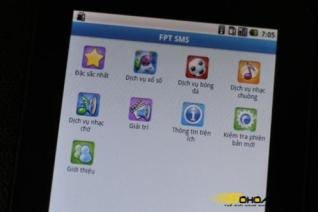 7:05
FPT SMS
Đặc sắc nhất
Dịch vụ xổ số
Dịch vụ bóng
đá
Dịch vụ nhạc
chuông
Dịch vụ nhạc
chờ
Giải trí
Thông tin tiện
ích
Kiểm tra phiên
bản mới
Giới thiệu